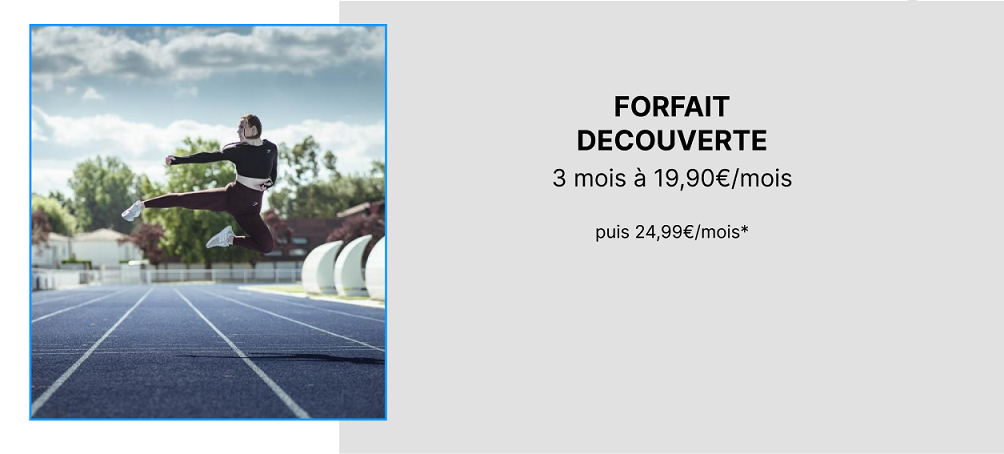 FORFAIT
DECOUVERTE
3 mois à 19,90€/mois
puis 24,99€/mois*